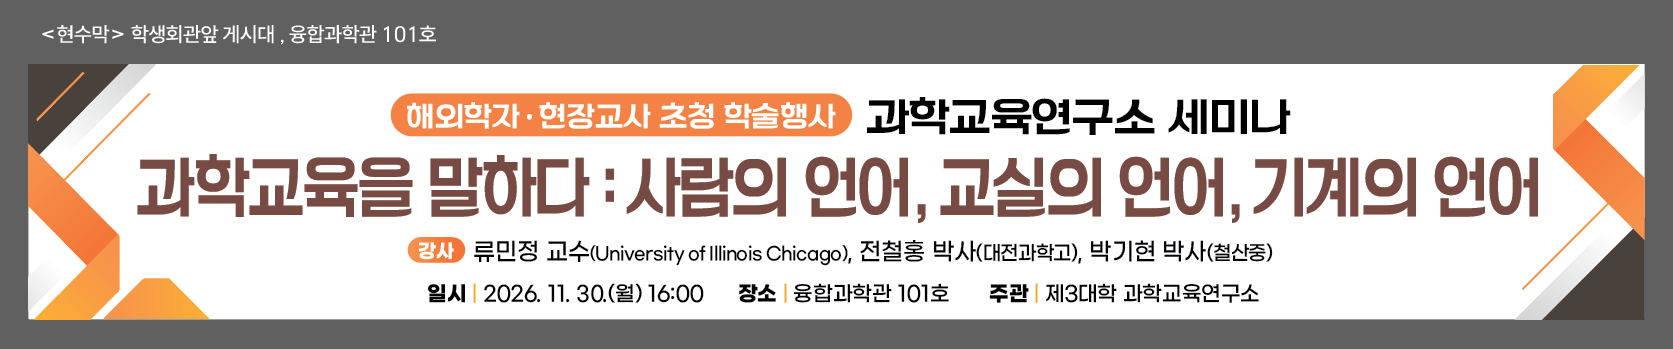 <현수막> 학생회관앞 게시대 , 융합과학관 101호
해외학자·현장교사 초청 학술행사 과학교육연구소 세미나
과학교육을 말하다 : 사람의 언어, 교실의 언어, 기계의 언어
강사 류민정 교수(University of Illinois Chicago), 전철홍 박사(대전과학고), 박기현 박사(철산중)
일시 | 2026. 11. 30.(월) 16:00 장소 | 융합과학관 101호 주관 | 제3대학 과학교육연구소